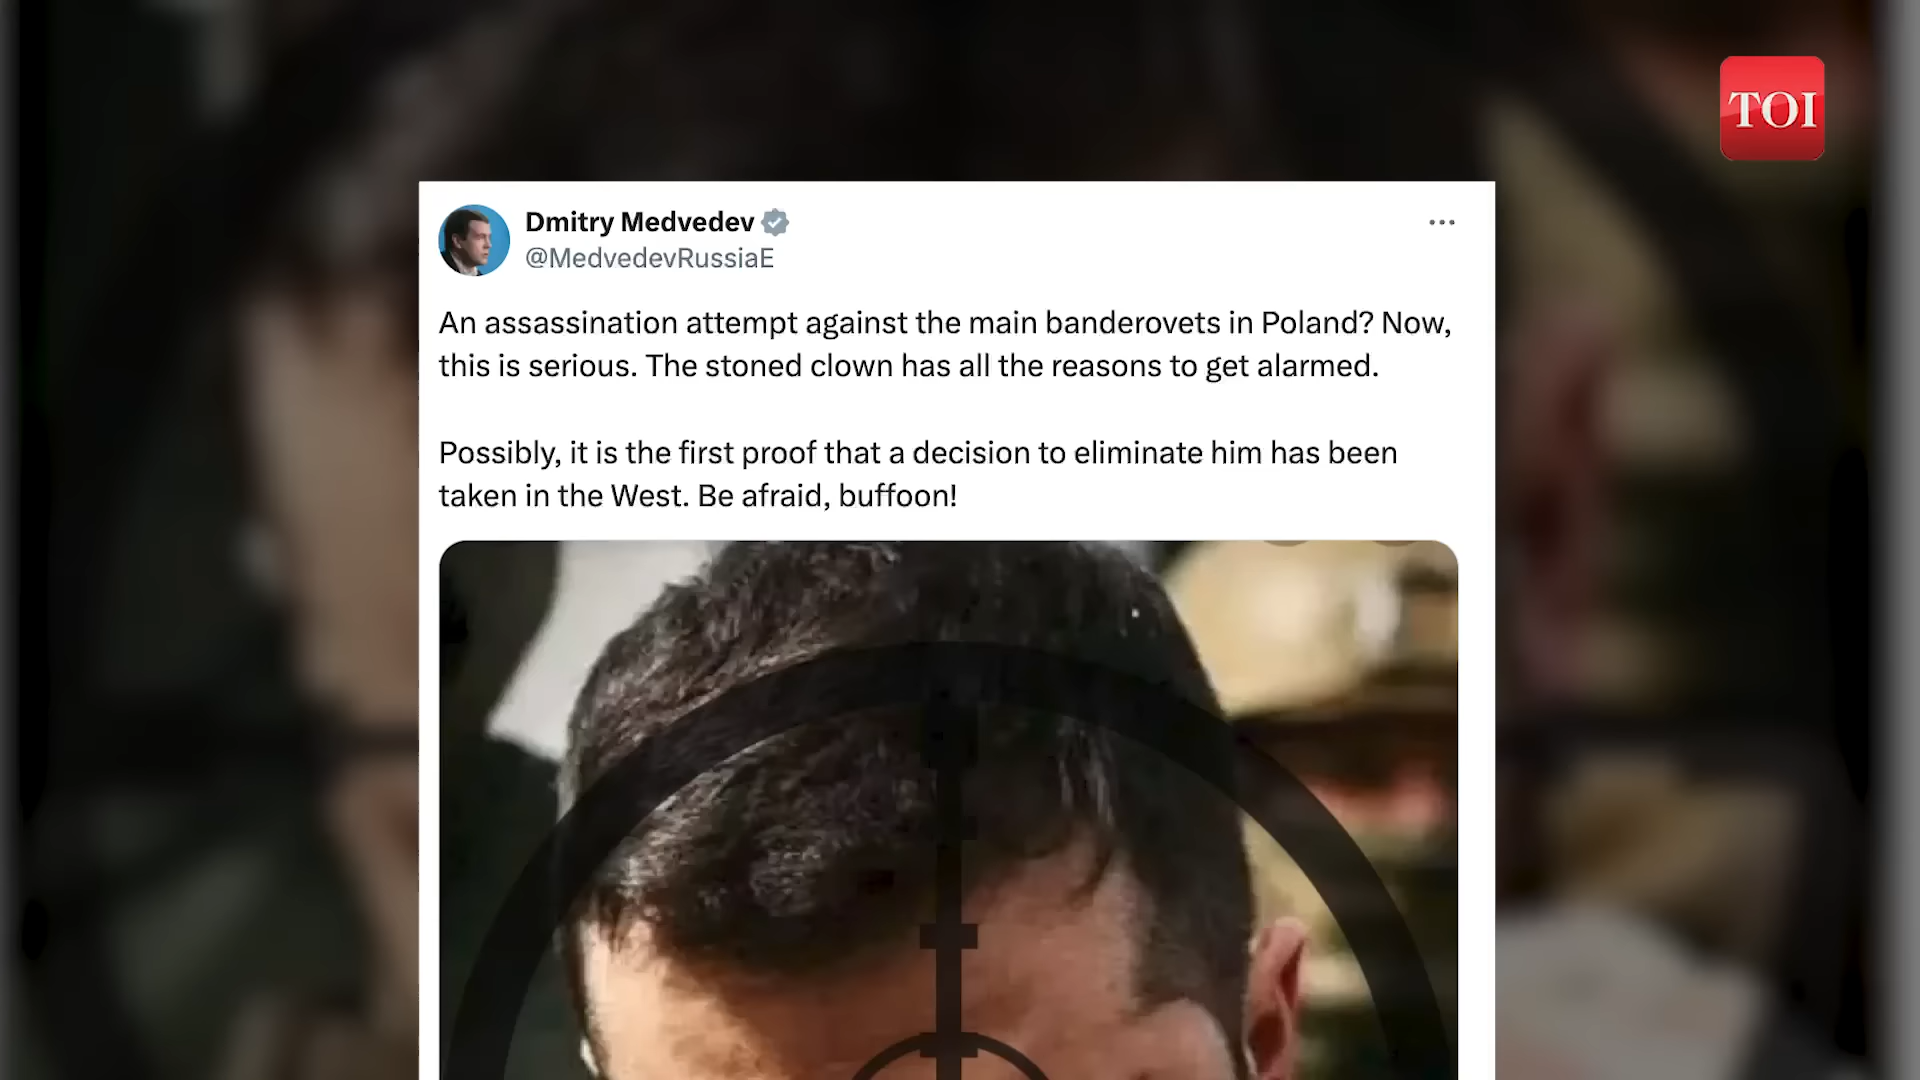 TOI
Dmitry Medvedev
@MedvedevRussiaE
An assassination attempt against the main banderovets in Poland? Now,
this is serious. The stoned clown has all the reasons to get alarmed.
Possibly, it is the first proof that a decision to eliminate him has been
taken in the West. Be afraid, buffoon!